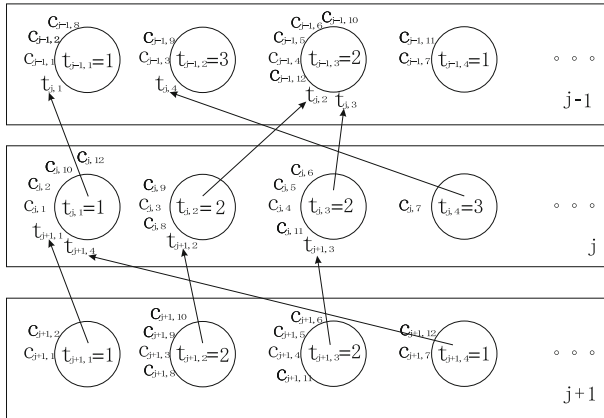 c_{j-1, 8} c_{j-1, 2} c_{j-1, 1} t_{j-1, 1}=1 t_{j, 1}
c_{j-1, 9} c_{j-1, 3} t_{j-1, 2}=3 t_{j, 4}
c_{j-1, 6} c_{j-1, 10} c_{j-1, 5} c_{j-1, 4} c_{j-1, 12} t_{j-1, 3}=2 t_{j, 2} t_{j, 3}
c_{j-1, 11} c_{j-1, 7} t_{j-1, 4}=1
j-1
c_{j, 10} c_{j, 12} c_{j, 2} c_{j, 1} t_{j, 1}=1 t_{j+1, 1} t_{j+1, 4}
c_{j, 9} c_{j, 3} c_{j, 8} t_{j, 2}=2 t_{j+1, 2}
c_{j, 6} c_{j, 5} c_{j, 4} c_{j, 11} t_{j, 3}=2 t_{j+1, 3}
c_{j, 7} t_{j, 4}=3
j
c_{j+1, 2} c_{j+1, 1} t_{j+1, 1}=1
c_{j+1, 10} c_{j+1, 9} c_{j+1, 3} c_{j+1, 8} t_{j+1, 2}=2
c_{j+1, 6} c_{j+1, 5} c_{j+1, 4} c_{j+1, 11} t_{j+1, 3}=2
c_{j+1, 12} c_{j+1, 7} t_{j+1, 4}=1
j+1